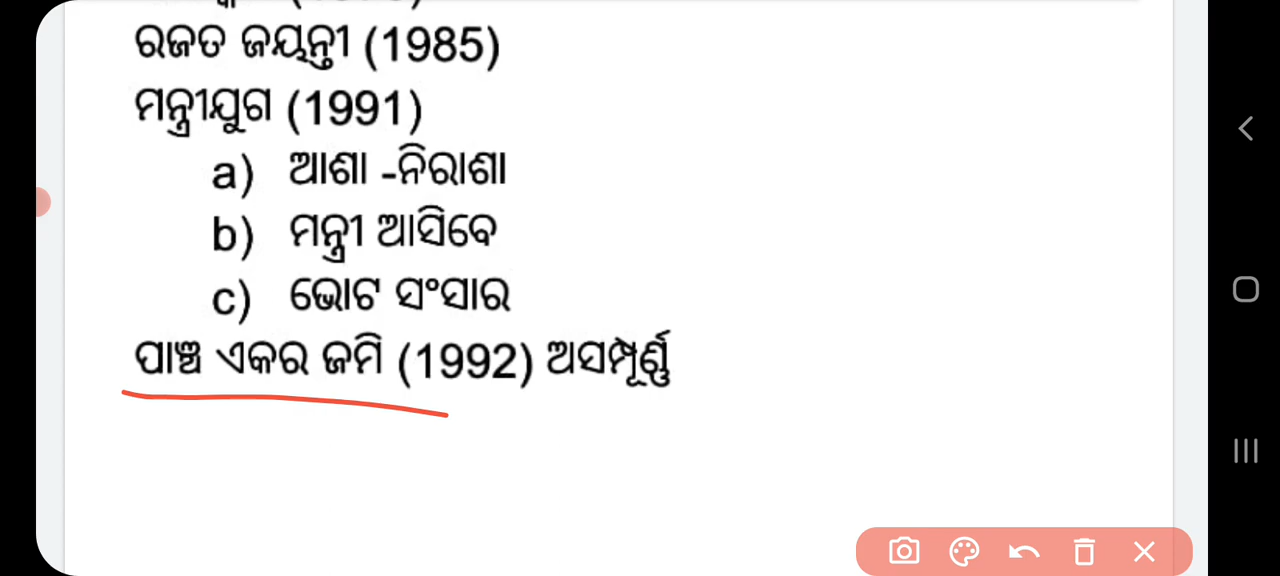 ରଜତ ଜୟନ୍ତୀ (1985)
ମନ୍ତ୍ରୀଯୁଗ (1991)
a) ଆଶା -ନିରାଶା
b) ମନ୍ତ୍ରୀ ଆସିବେ
c) ଭୋଟ ସଂସାର
ପାଞ୍ଚ ଏକର ଜମି (1992) ଅସମ୍ପୂର୍ଣ୍ଣ